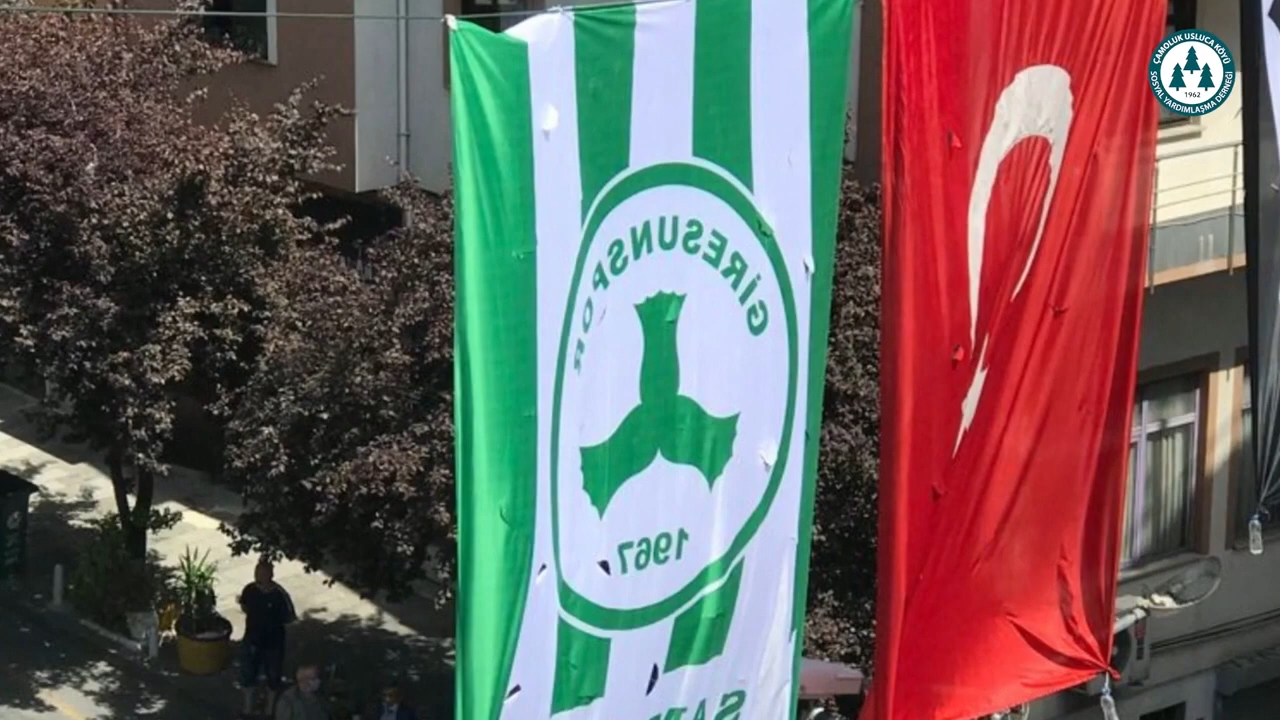 ÇAMOLUK USLUCA KÖYÜ
SOSYAL YARDIMLAŞMA DERNEĞİ
1962
GİRESUNSPOR
1967